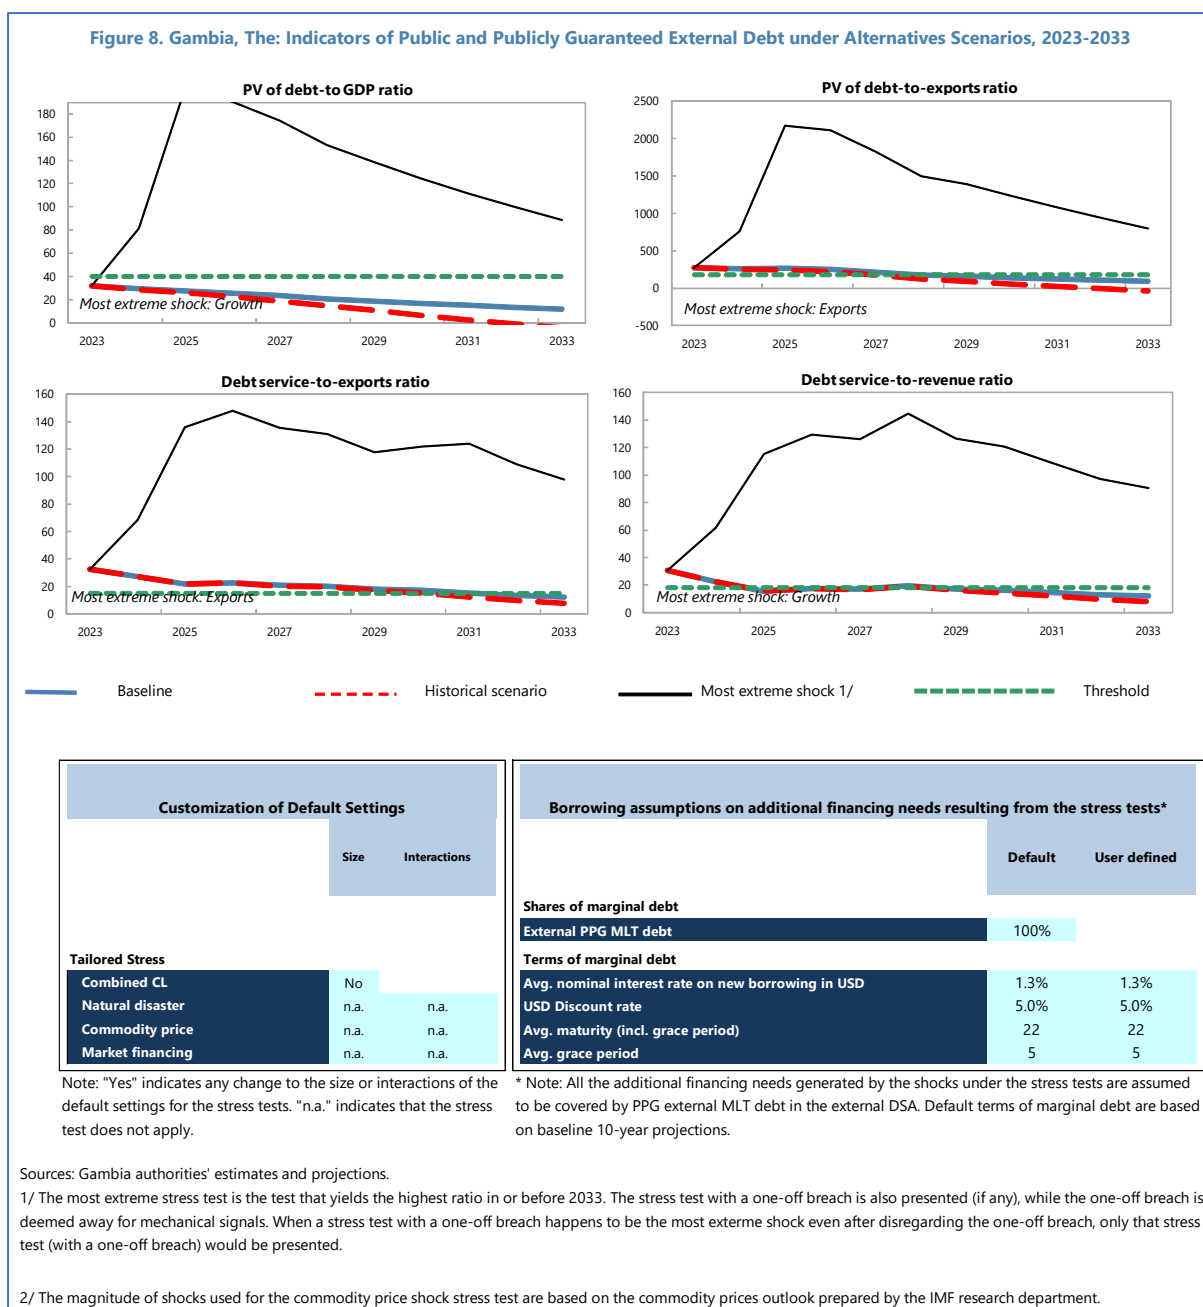 Figure 8. Gambia, The: Indicators of Public and Publicly Guaranteed External Debt under Alternatives Scenarios, 2023-2033
PV of debt-to GDP ratio
180
160
140
120
100
80
60
40
20
0
Most extreme shock: Growth
2023 2025 2027 2029 2031 2033
PV of debt-to-exports ratio
2500
2000
1500
1000
500
0
-500
Most extreme shock: Exports
2023 2025 2027 2029 2031 2033
Debt service-to-exports ratio
160
140
120
100
80
60
40
20
0
Most extreme shock: Exports
2023 2025 2027 2029 2031 2033
Debt service-to-revenue ratio
160
140
120
100
80
60
40
20
0
Most extreme shock: Growth
2023 2025 2027 2029 2031 2033
Baseline Historical scenario Most extreme shock 1/ Threshold
Customization of Default Settings
Size Interactions
Tailored Stress
Combined CL No
Natural disaster n.a. n.a.
Commodity price n.a. n.a.
Market financing n.a. n.a.
Note: "Yes" indicates any change to the size or interactions of the
default settings for the stress tests. "n.a." indicates that the stress
test does not apply.
Borrowing assumptions on additional financing needs resulting from the stress tests*
Default User defined
Shares of marginal debt
External PPG MLT debt 100%
Terms of marginal debt
Avg. nominal interest rate on new borrowing in USD 1.3% 1.3%
USD Discount rate 5.0% 5.0%
Avg. maturity (incl. grace period) 22 22
Avg. grace period 5 5
* Note: All the additional financing needs generated by the shocks under the stress tests are assumed
to be covered by PPG external MLT debt in the external DSA. Default terms of marginal debt are based
on baseline 10-year projections.
Sources: Gambia authorities' estimates and projections.
1/ The most extreme stress test is the test that yields the highest ratio in or before 2033. The stress test with a one-off breach is also presented (if any), while the one-off breach is
deemed away for mechanical signals. When a stress test with a one-off breach happens to be the most exterme shock even after disregarding the one-off breach, only that stress
test (with a one-off breach) would be presented.
2/ The magnitude of shocks used for the commodity price shock stress test are based on the commodity prices outlook prepared by the IMF research department.